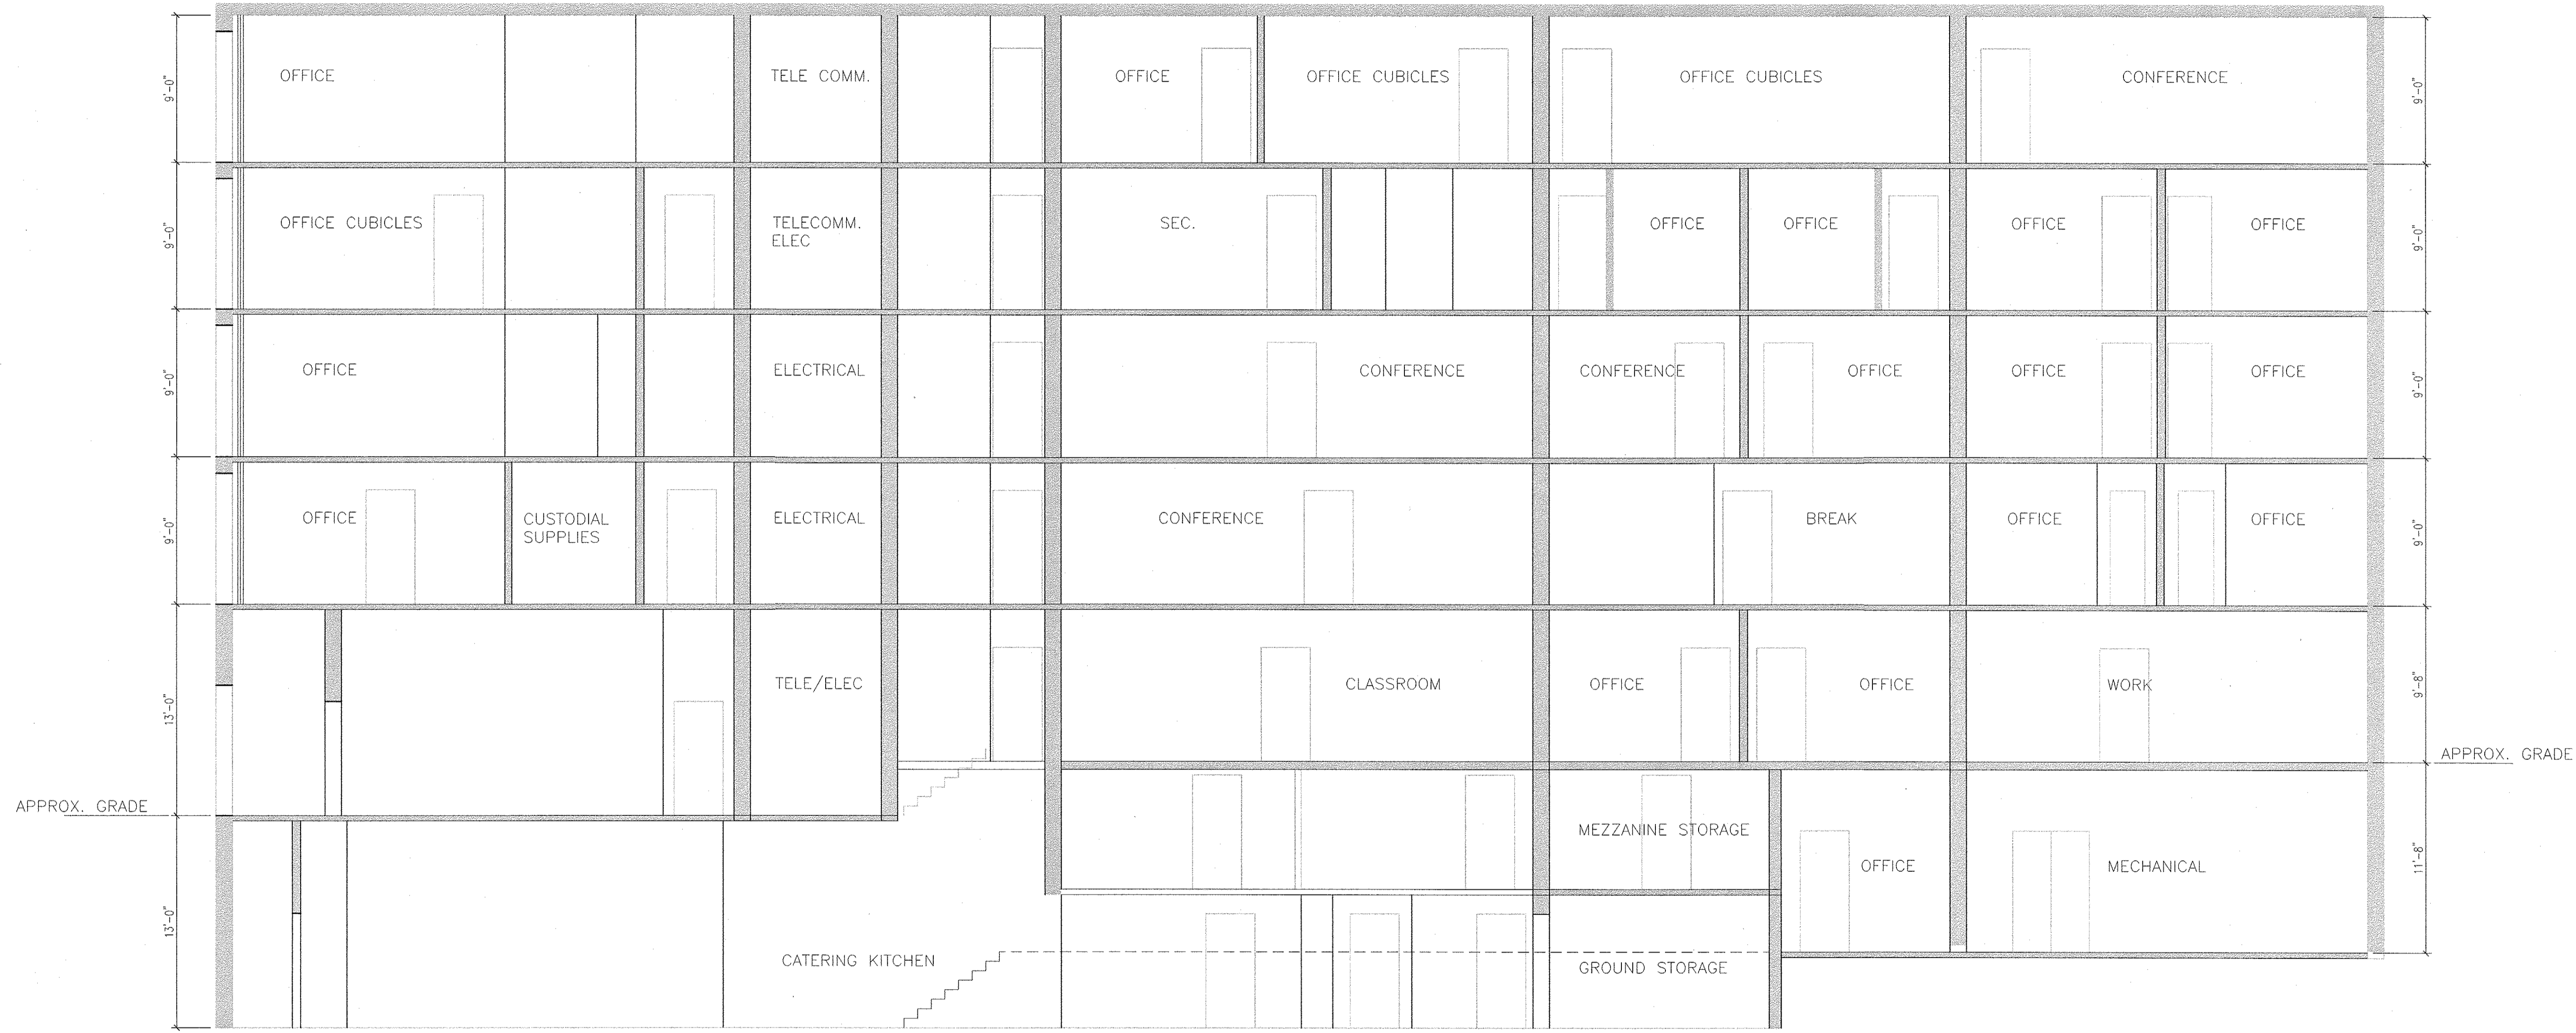 9'-0"
OFFICE
TELE COMM.
OFFICE
OFFICE CUBICLES
OFFICE CUBICLES
CONFERENCE
9'-0"
9'-0"
OFFICE CUBICLES
TELECOMM.
ELEC
SEC.
OFFICE
OFFICE
OFFICE
OFFICE
9'-0"
9'-0"
OFFICE
ELECTRICAL
CONFERENCE
CONFERENCE
OFFICE
OFFICE
OFFICE
9'-0"
9'-0"
OFFICE
CUSTODIAL
SUPPLIES
ELECTRICAL
CONFERENCE
BREAK
OFFICE
OFFICE
9'-0"
13'-0"
TELE/ELEC
CLASSROOM
OFFICE
OFFICE
WORK
9'-8"
APPROX. GRADE
APPROX. GRADE
MEZZANINE STORAGE
OFFICE
MECHANICAL
11'-8"
13'-0"
CATERING KITCHEN
GROUND STORAGE